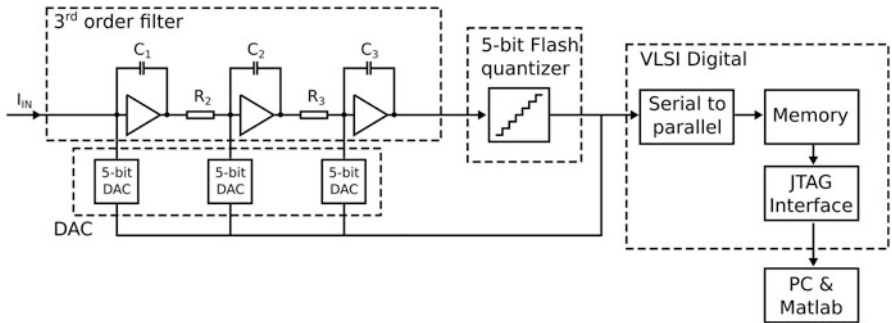 3rd order filter
C1
C2
C3
R2
R3
IIN
5-bit Flash
quantizer
VLSI Digital
Serial to
parallel
Memory
JTAG
Interface
PC &
Matlab
5-bit
DAC
5-bit
DAC
5-bit
DAC
DAC